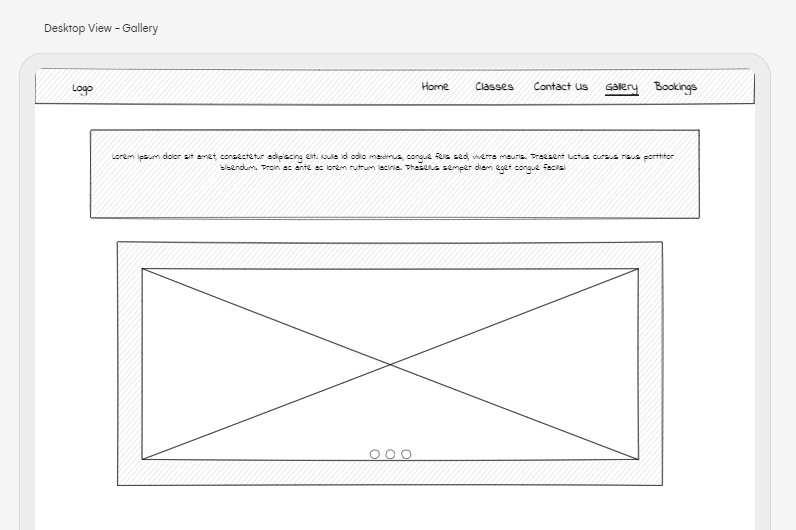 Desktop View – Gallery
Logo Home Classes Contact Us Gallery Bookings
Lorem ipsum dolor sit amet, consectetur adipiscing elit. Nulla id odio maximus, congue felis sed, viverra mauris. Praesent luctus cursus risus porttitor
bibendum. Proin ac ante ac lorem rutrum lacinia. Phasellus semper diam eget congue facilisi